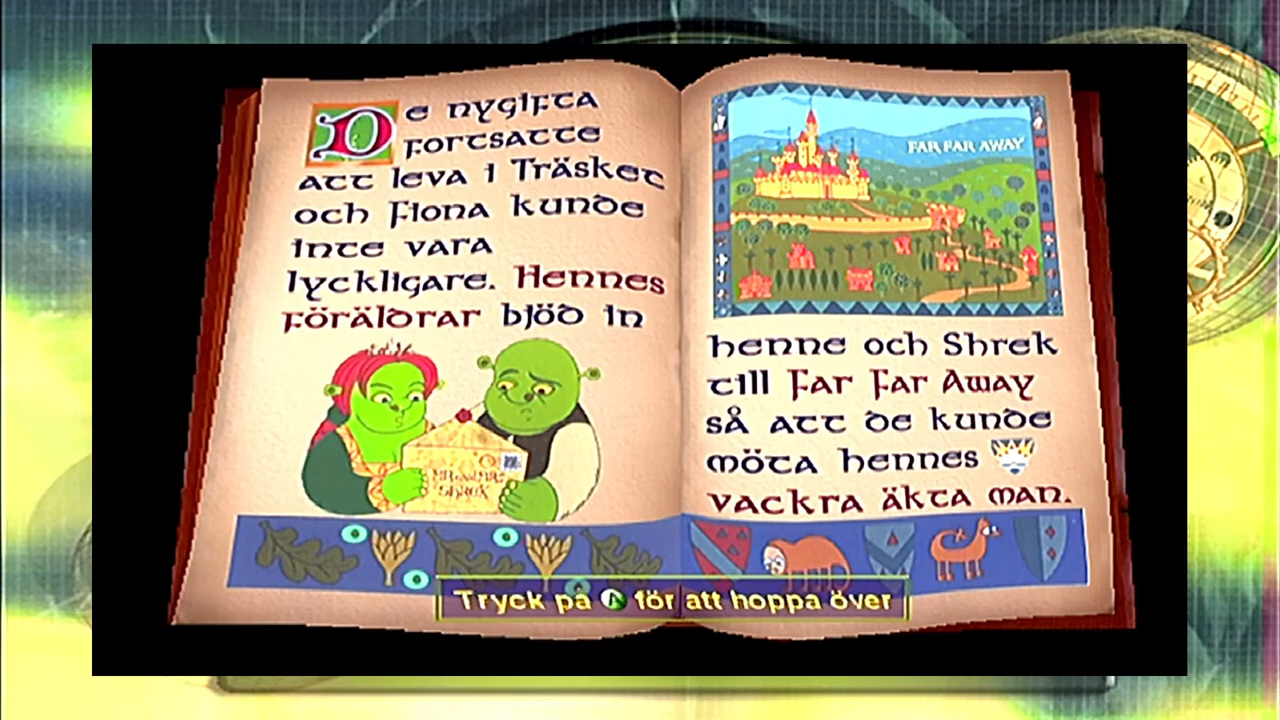 De nygifta
fortsatte
att leva i Träsket
och Fiona kunde
inte vara
lyckligare. Hennes
föräldrar bjöd in
FAR FAR AWAY
henne och Shrek
till Far Far Away
så att de kunde
möta hennes
vackra äkta man.
SHREK
Tryck på A för att hoppa över